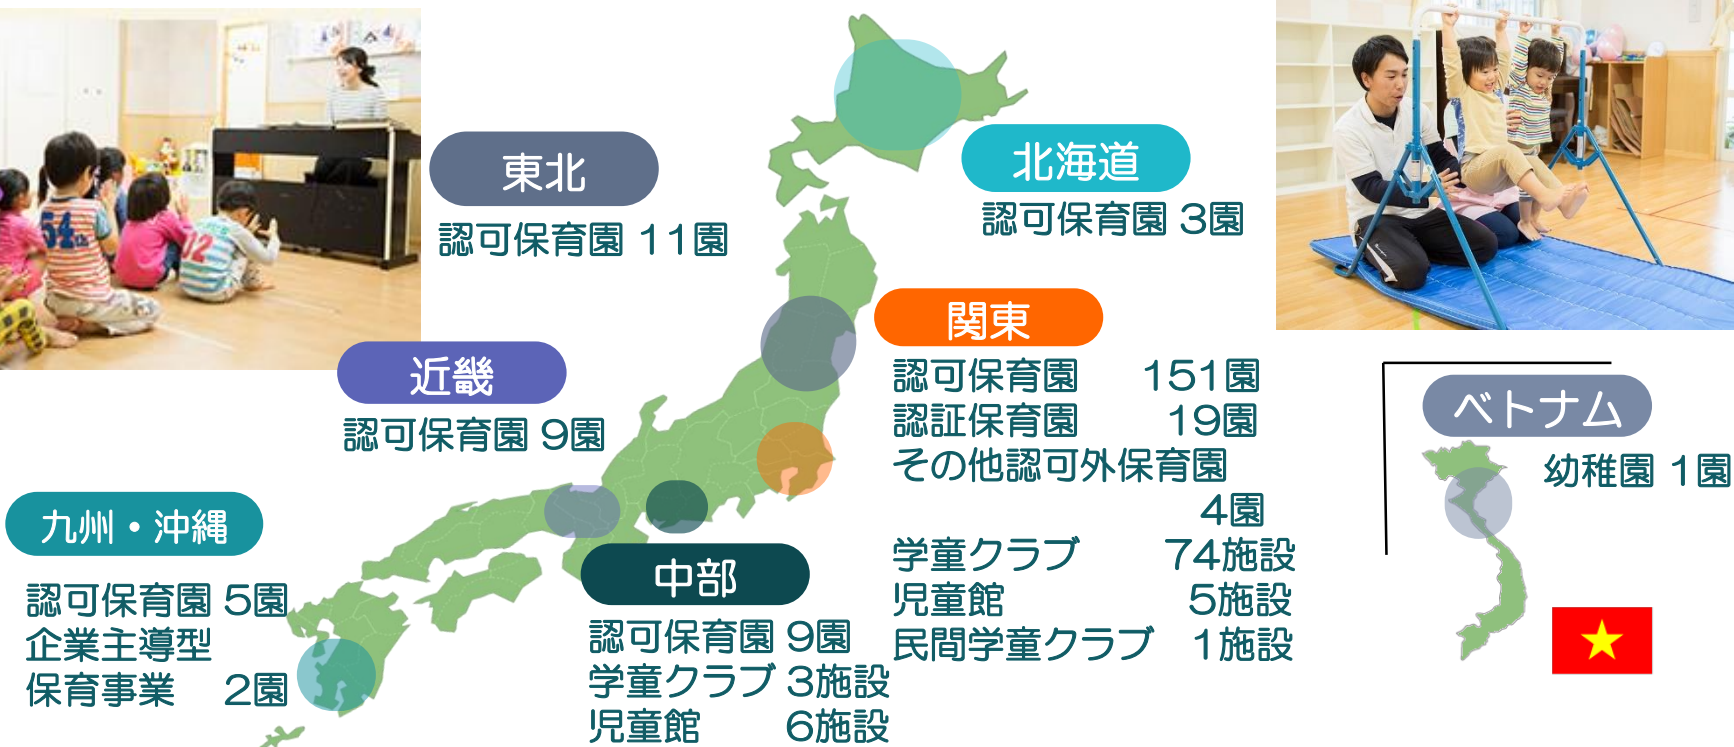 東北
認可保育園 11園
北海道
認可保育園 3園
関東
認可保育園 151園
認証保育園 19園
その他認可外保育園
4園
学童クラブ 74施設
児童館 5施設
民間学童クラブ 1施設
近畿
認可保育園 9園
ベトナム
幼稚園 1園
九州・沖縄
認可保育園 5園
企業主導型
保育事業 2園
中部
認可保育園 9園
学童クラブ 3施設
児童館 6施設
54th
02